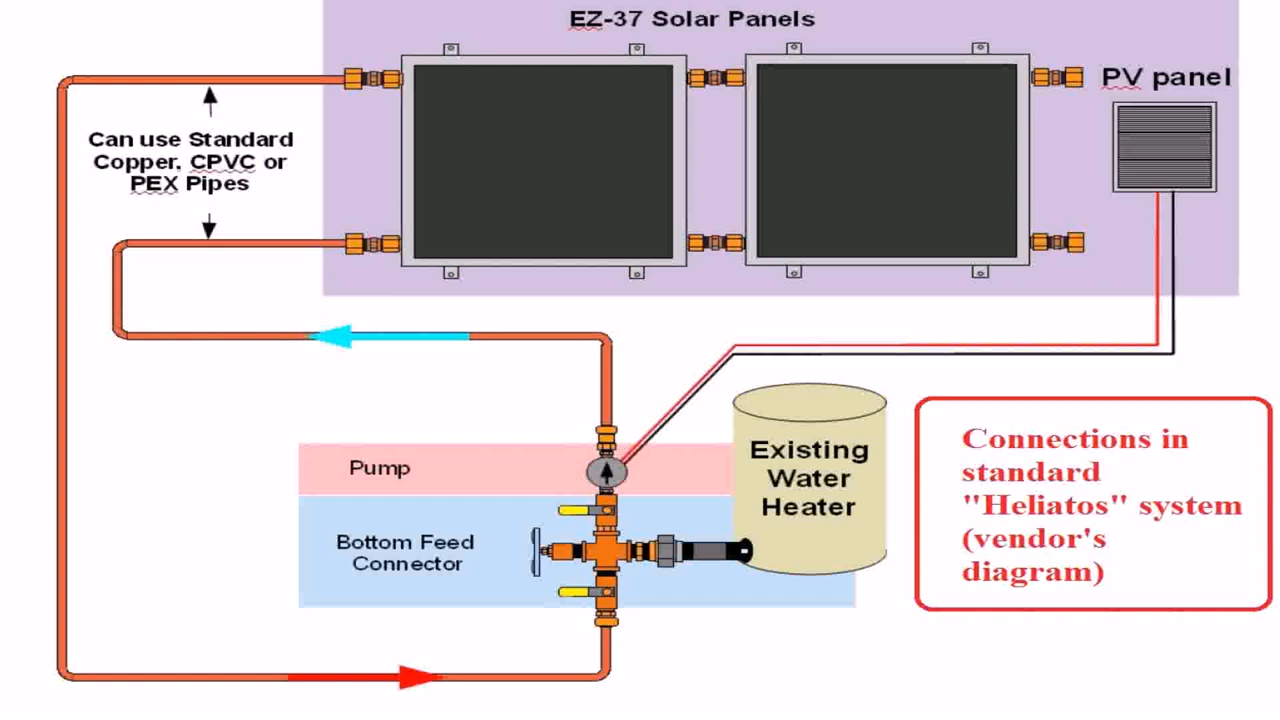 EZ-37 Solar Panels
PV panel
Can use Standard
Copper, CPVC or
PEX Pipes
Existing
Water
Heater
Pump
Bottom Feed
Connector
Connections in
standard
"Heliatos" system
(vendor's
diagram)